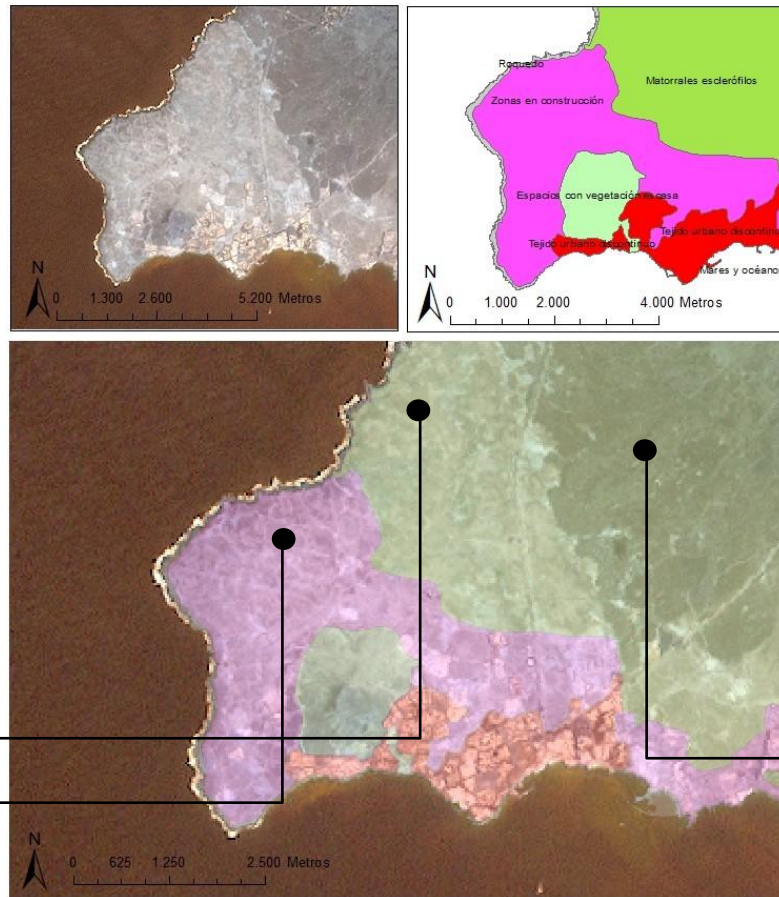 N
0 1.300 2.600 5.200 Metros
Roquedo
Matorrales esclerófilos
Zonas en construcción
Espacios con vegetación escasa
Tejido urbano discontinuo
Tejido urbano discontinuo
Mares y océanos
N
0 1.000 2.000 4.000 Metros
N
0 625 1.250 2.500 Metros